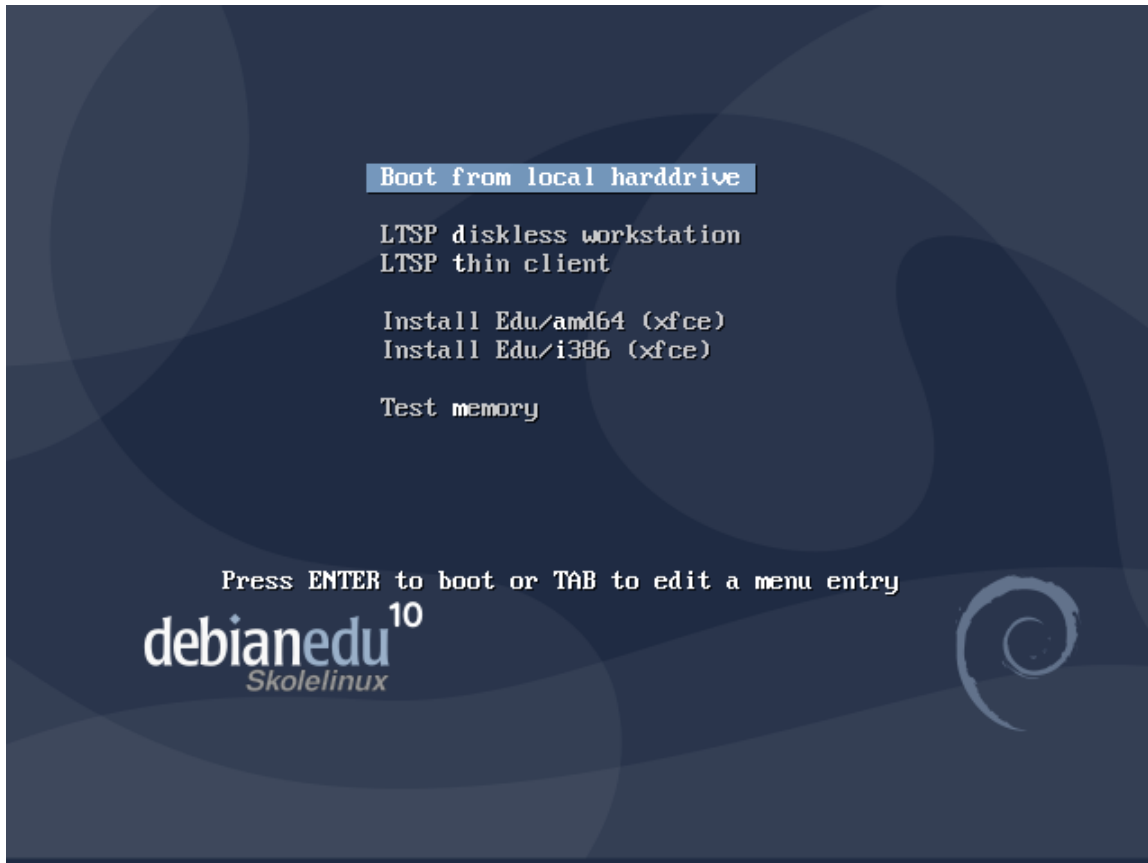 Boot from local harddrive
LTSP diskless workstation
LTSP thin client
Install Edu/amd64 (xfce)
Install Edu/i386 (xfce)
Test memory
Press ENTER to boot or TAB to edit a menu entry
debianedu 10
Skolelinux